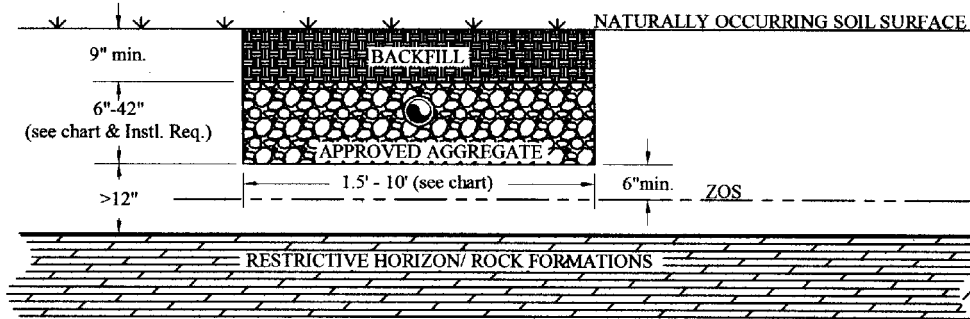 NATURALLY OCCURRING SOIL SURFACE
9" min.
BACKFILL
6"-42"
(see chart & Instl. Req.)
APPROVED AGGREGATE
1.5' - 10' (see chart)
6"min.
>12"
ZOS
RESTRICTIVE HORIZON/ ROCK FORMATIONS